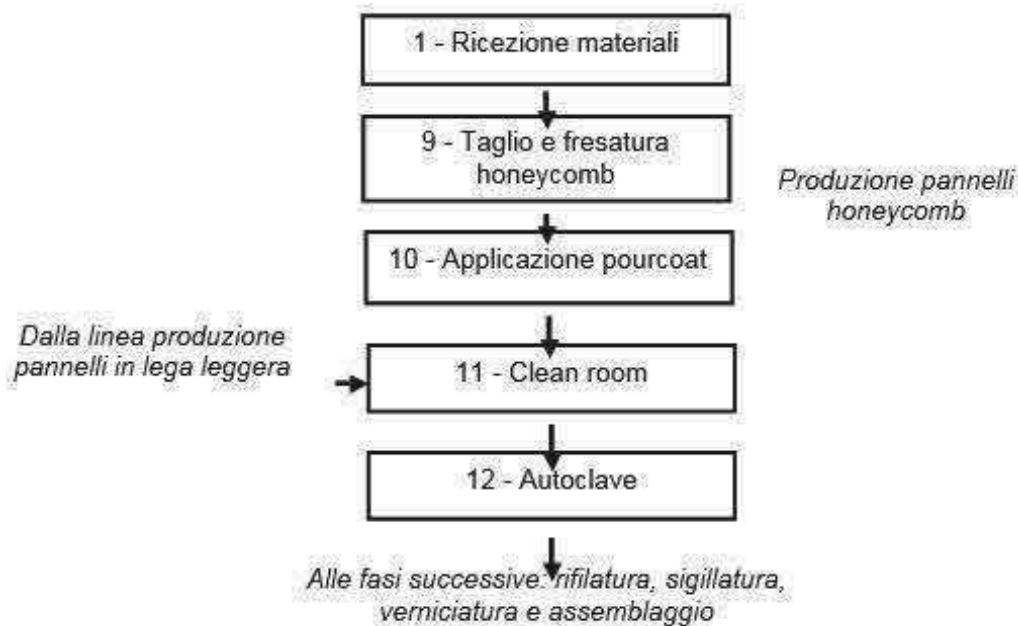 1 - Ricezione materiali
9 - Taglio e fresatura
honeycomb
Produzione pannelli
honeycomb
10 - Applicazione pourcoat
Dalla linea produzione
pannelli in lega leggera
11 - Clean room
12 - Autoclave
Alle fasi successive: rifilatura, sigillatura,
verniciatura e assemblaggio